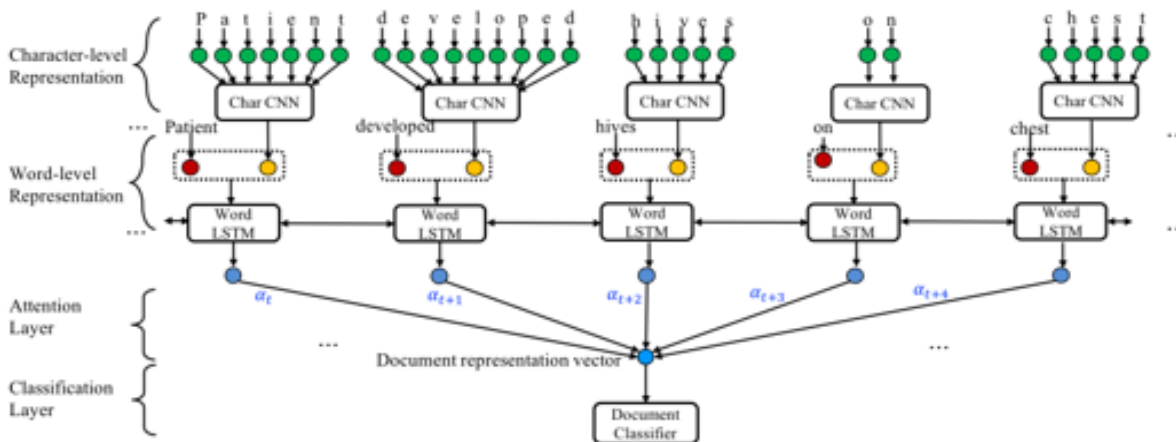 P a t i e n t
d e v e l o p e d
h i v e s
o n
c h e s t
Character-level
Representation
Char CNN
Char CNN
Char CNN
Char CNN
Char CNN
...
Patient
developed
hives
on
chest
...
Word-level
Representation
Word
LSTM
Word
LSTM
Word
LSTM
Word
LSTM
Word
LSTM
...
...
αt
αt+1
αt+2
αt+3
αt+4
Attention
Layer
...
...
Document representation vector
Classification
Layer
Document
Classifier